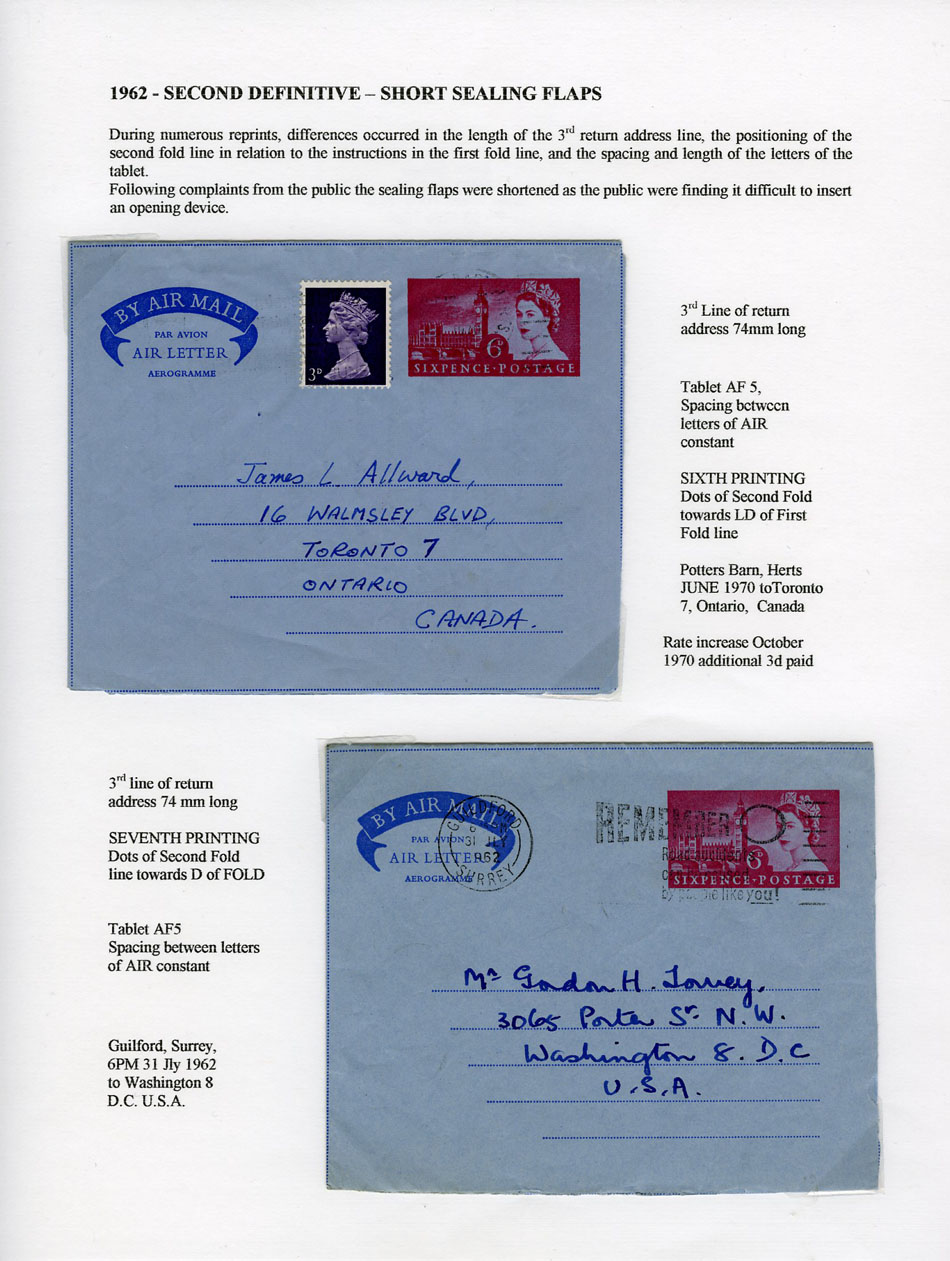 1962 - SECOND DEFINITIVE – SHORT SEALING FLAPS
During numerous reprints, differences occurred in the length of the 3rd return address line, the positioning of the
second fold line in relation to the instructions in the first fold line, and the spacing and length of the letters of the
tablet.
Following complaints from the public the sealing flaps were shortened as the public were finding it difficult to insert
an opening device.
BY AIR MAIL
PAR AVION
AIR LETTER
AEROGRAMME
3D
6D
SIXPENCE·POSTAGE
James L. Allward,
16 WALMSLEY BLVD,
TORONTO 7
ONTARIO
CANADA.
3rd Line of return
address 74mm long
Tablet AF 5,
Spacing between
letters of AIR
constant
SIXTH PRINTING
Dots of Second Fold
towards LD of First
Fold line
Potters Barn, Herts
JUNE 1970 toToronto
7, Ontario, Canada
Rate increase October
1970 additional 3d paid
3rd line of return
address 74 mm long
SEVENTH PRINTING
Dots of Second Fold
line towards D of FOLD
Tablet AF5
Spacing between letters
of AIR constant
Guilford, Surrey,
6PM 31 Jly 1962
to Washington 8
D.C. U.S.A.
BY AIR MAIL
PAR AVION
AIR LETTER
AEROGRAMME
GUILDFORD
31 JLY
1962
SURREY
REMEMBER
Road accidents
by people like you!
6D
SIXPENCE·POSTAGE
Mr Gordon H. Torrey,
3065 Porter St. N.W.
Washington 8. D.C
U.S.A.